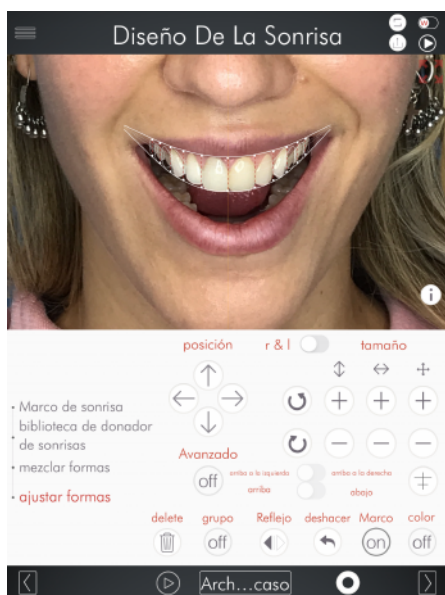 Diseño De La Sonrisa
W
i
posición
r & l
tamaño
• Marco de sonrisa
biblioteca de donador
• de sonrisas
• mezclar formas
• ajustar formas
Avanzado
off
arriba a la izquierda
arriba a la derecha
arriba
abajo
delete
grupo
Reflejo
deshacer
Marco
color
off
on
off
Arch...caso